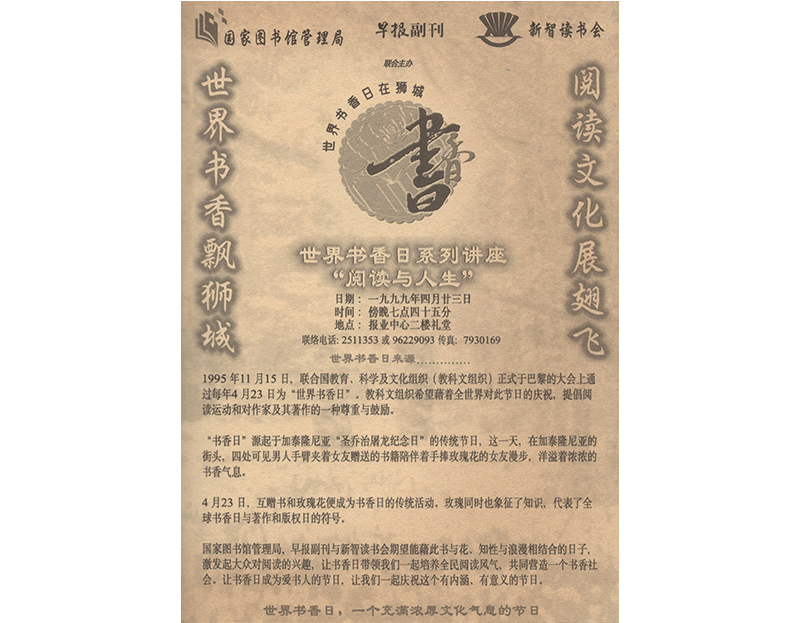 国家图书馆管理局
早报副刊
新智读书会
联合主办
世界书香日在狮城
世界书香飘狮城
阅读文化展翅飞
書香日
世界书香日系列讲座
“阅读与人生”
日期：一九九九年四月廿三日
时间：傍晚七点四十五分
地点：报业中心二楼礼堂
联络电话: 2511353 或 96229093 传真: 7930169
世界书香日来源..............
1995 年 11 月 15 日，联合国教育、科学及文化组织（教科文组织）正式于巴黎的大会上通
过每年4 月 23 日为“世界书香日”。教科文组织希望藉着全世界对此节日的庆祝，提倡阅
读运动和对作家及其著作的一种尊重与鼓励。
“书香日”源起于加泰隆尼亚“圣乔治屠龙纪念日”的传统节日，这一天，在加泰隆尼亚的
街头，四处可见男人手臂夹着女友赠送的书籍陪伴着手捧玫瑰花的女友漫步，洋溢着浓浓的
书香气息。
4 月 23 日，互赠书和玫瑰花便成为书香日的传统活动。玫瑰同时也象征了知识，代表了全
球书香日与著作和版权日的符号。
国家图书馆管理局，早报副刊与新智读书会期望能藉此书与花、知性与浪漫相结合的日子，
激发起大众对阅读的兴趣，让书香日带领我们一起培养全民阅读风气，共同营造一个书香社
会。让书香日成为爱书人的节日，让我们一起庆祝这个有内涵、有意义的节日。
世界书香日，一个充满浓厚文化气息的节日